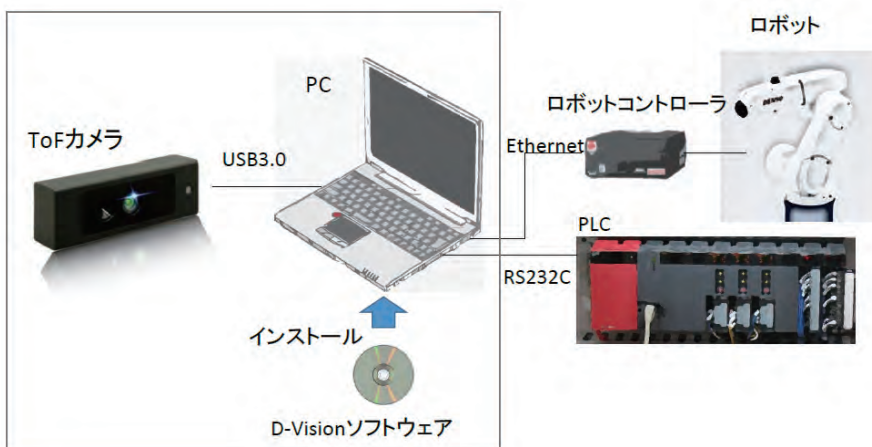 ロボット
PC
ロボットコントローラ
ToFカメラ
Ethernet
USB3.0
PLC
RS232C
インストール
D-Visionソフトウェア
DENSO